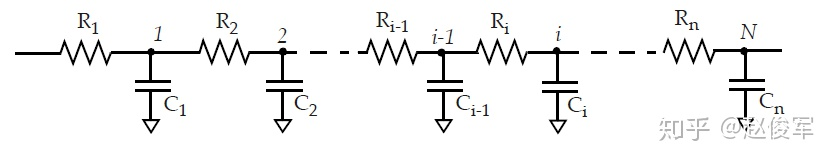 R1 1 R2 2 Ri-1 i-1 Ri i Rn N
C1 C2 Ci-1 Ci Cn
知乎 @赵俊军